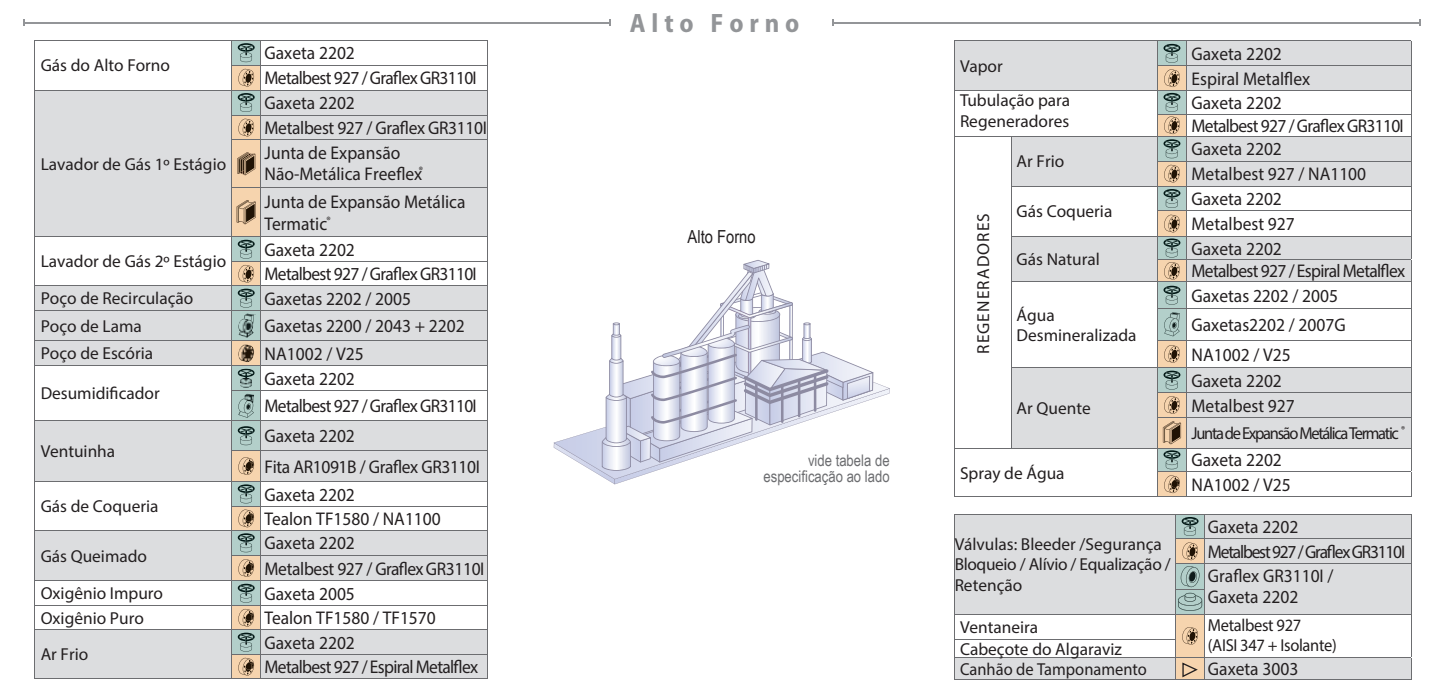 Alto Forno
Gás do Alto Forno
Gaxeta 2202
Metalbest 927 / Graflex GR3110I
Lavador de Gás 1º Estágio
Gaxeta 2202
Metalbest 927 / Graflex GR3110I
Junta de Expansão
Não-Metálica Freeflex®
Junta de Expansão Metálica
Termatic®
Lavador de Gás 2º Estágio
Gaxeta 2202
Metalbest 927 / Graflex GR3110I
Poço de Recirculação
Gaxetas 2202 / 2005
Poço de Lama
Gaxetas 2200 / 2043 + 2202
Poço de Escória
NA1002 / V25
Desumidificador
Gaxeta 2202
Metalbest 927 / Graflex GR3110I
Ventuinha
Gaxeta 2202
Fita AR1091B / Graflex GR3110I
Gás de Coqueria
Gaxeta 2202
Tealon TF1580 / NA1100
Gás Queimado
Gaxeta 2202
Metalbest 927 / Graflex GR3110I
Oxigênio Impuro
Gaxeta 2005
Oxigênio Puro
Tealon TF1580 / TF1570
Ar Frio
Gaxeta 2202
Metalbest 927 / Espiral Metalflex
Alto Forno
vide tabela de
especificação ao lado
Vapor
Gaxeta 2202
Espiral Metalflex
Tubulação para
Regeneradores
Gaxeta 2202
Metalbest 927 / Graflex GR3110I
REGENERADORES
Ar Frio
Gaxeta 2202
Metalbest 927 / NA1100
Gás Coqueria
Gaxeta 2202
Metalbest 927
Gás Natural
Gaxeta 2202
Metalbest 927 / Espiral Metalflex
Água
Desmineralizada
Gaxetas 2202 / 2005
Gaxetas2202 / 2007G
NA1002 / V25
Ar Quente
Gaxeta 2202
Metalbest 927
Junta de Expansão Metálica Termatic®
Spray de Água
Gaxeta 2202
NA1002 / V25
Válvulas: Bleeder /Segurança
Bloqueio / Alívio / Equalização /
Retenção
Gaxeta 2202
Metalbest 927 / Graflex GR3110I
Graflex GR3110I /
Gaxeta 2202
Ventaneira
Cabeçote do Algaraviz
Metalbest 927
(AISI 347 + Isolante)
Canhão de Tamponamento
Gaxeta 3003